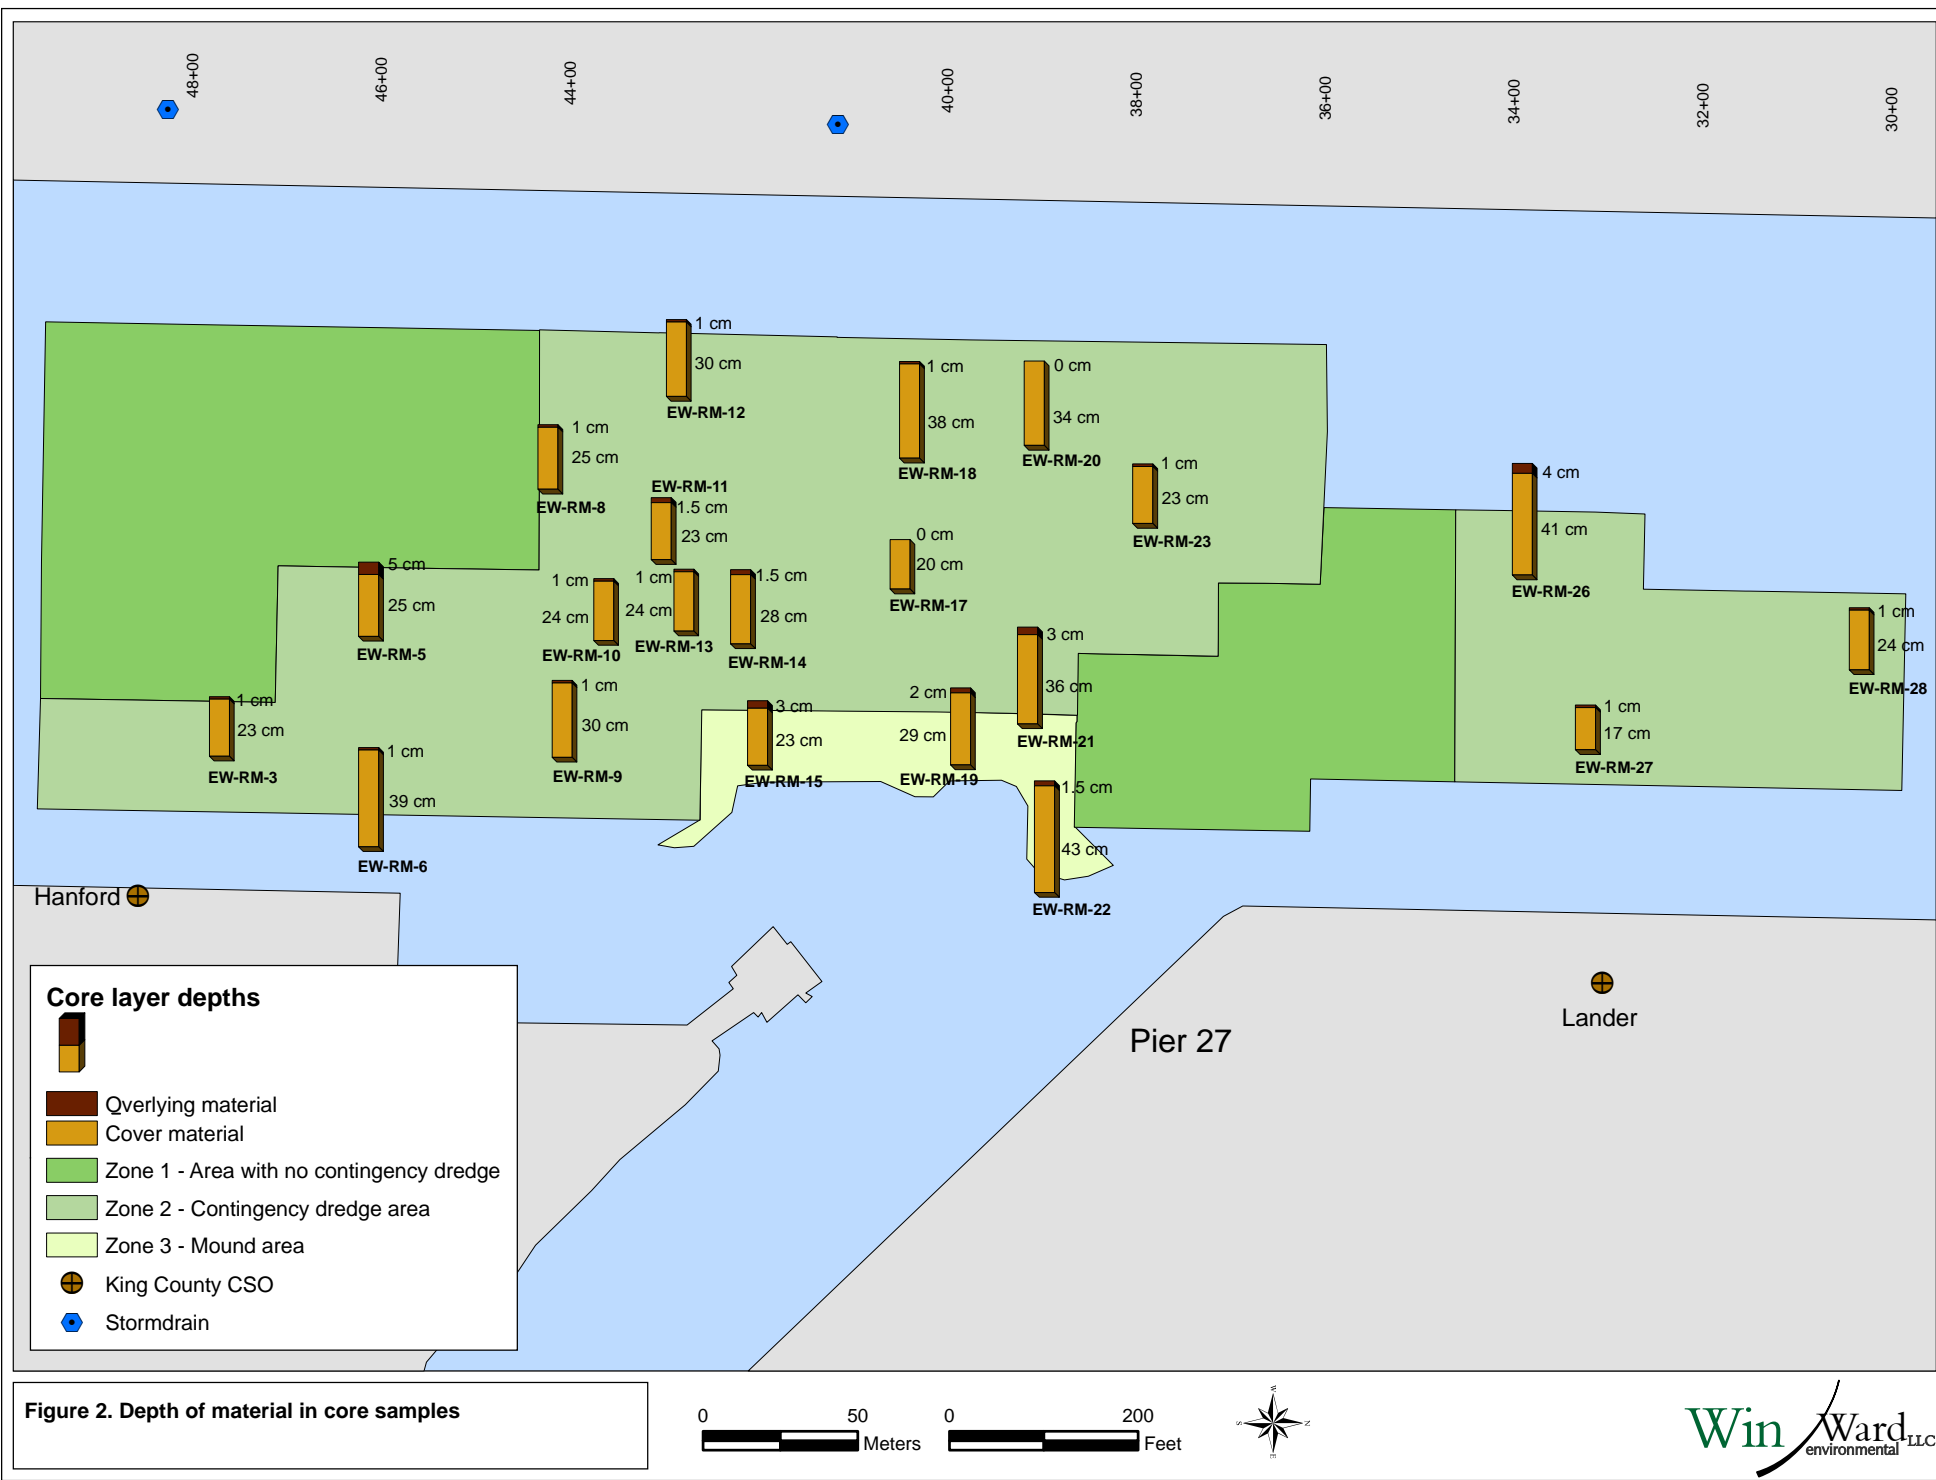 48+00
46+00
44+00
40+00
38+00
36+00
34+00
32+00
30+00
1 cm
30 cm
EW-RM-12
1 cm
38 cm
EW-RM-18
0 cm
34 cm
EW-RM-20
1 cm
25 cm
EW-RM-8
EW-RM-11
1.5 cm
23 cm
1 cm
23 cm
EW-RM-23
4 cm
41 cm
EW-RM-26
0 cm
20 cm
EW-RM-17
5 cm
25 cm
EW-RM-5
1 cm
24 cm
EW-RM-10
1 cm
24 cm
EW-RM-13
1.5 cm
28 cm
EW-RM-14
3 cm
36 cm
EW-RM-21
1 cm
24 cm
EW-RM-28
1 cm
23 cm
EW-RM-3
1 cm
30 cm
EW-RM-9
3 cm
23 cm
EW-RM-15
2 cm
29 cm
EW-RM-19
1 cm
17 cm
EW-RM-27
1 cm
39 cm
EW-RM-6
1.5 cm
43 cm
EW-RM-22
Hanford
Lander
Pier 27
Core layer depths
Qverlying material
Cover material
Zone 1 - Area with no contingency dredge
Zone 2 - Contingency dredge area
Zone 3 - Mound area
King County CSO
Stormdrain
Figure 2. Depth of material in core samples
0 50
Meters
0 200
Feet
W
S N
E
Win Ward LLC
environmental